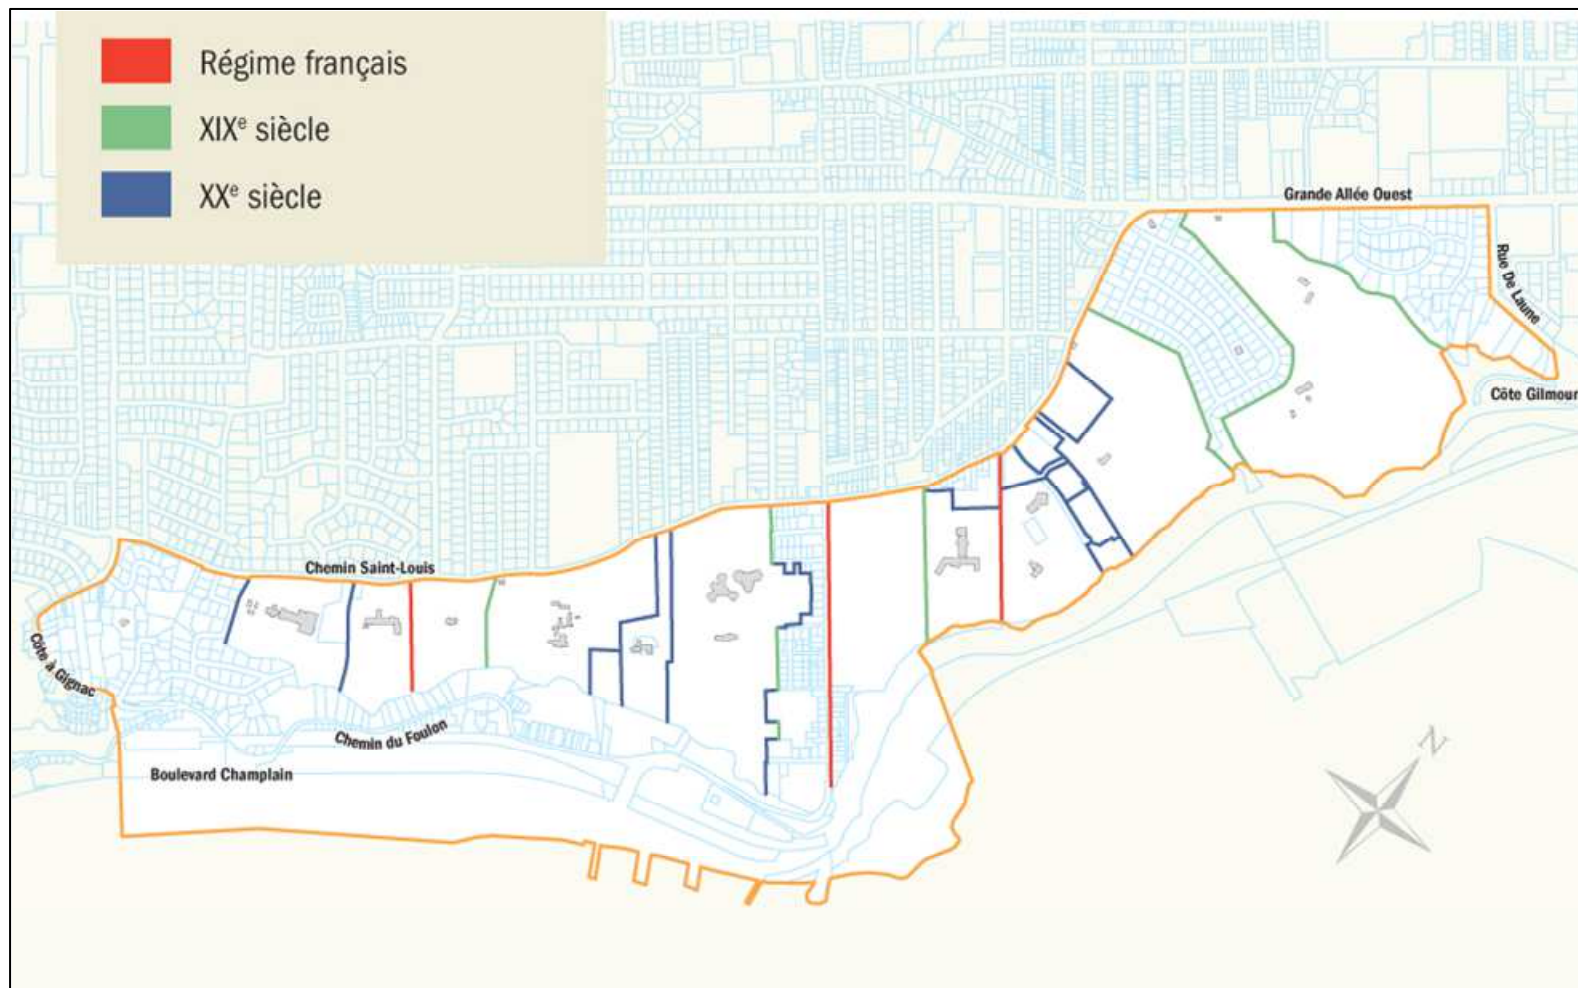 Régime français
XIXe siècle
XXe siècle
Grande Allée Ouest
Rue De Laune
Côte Gilmour
Chemin Saint-Louis
Côte à Gignac
Chemin du Foulon
Boulevard Champlain
N